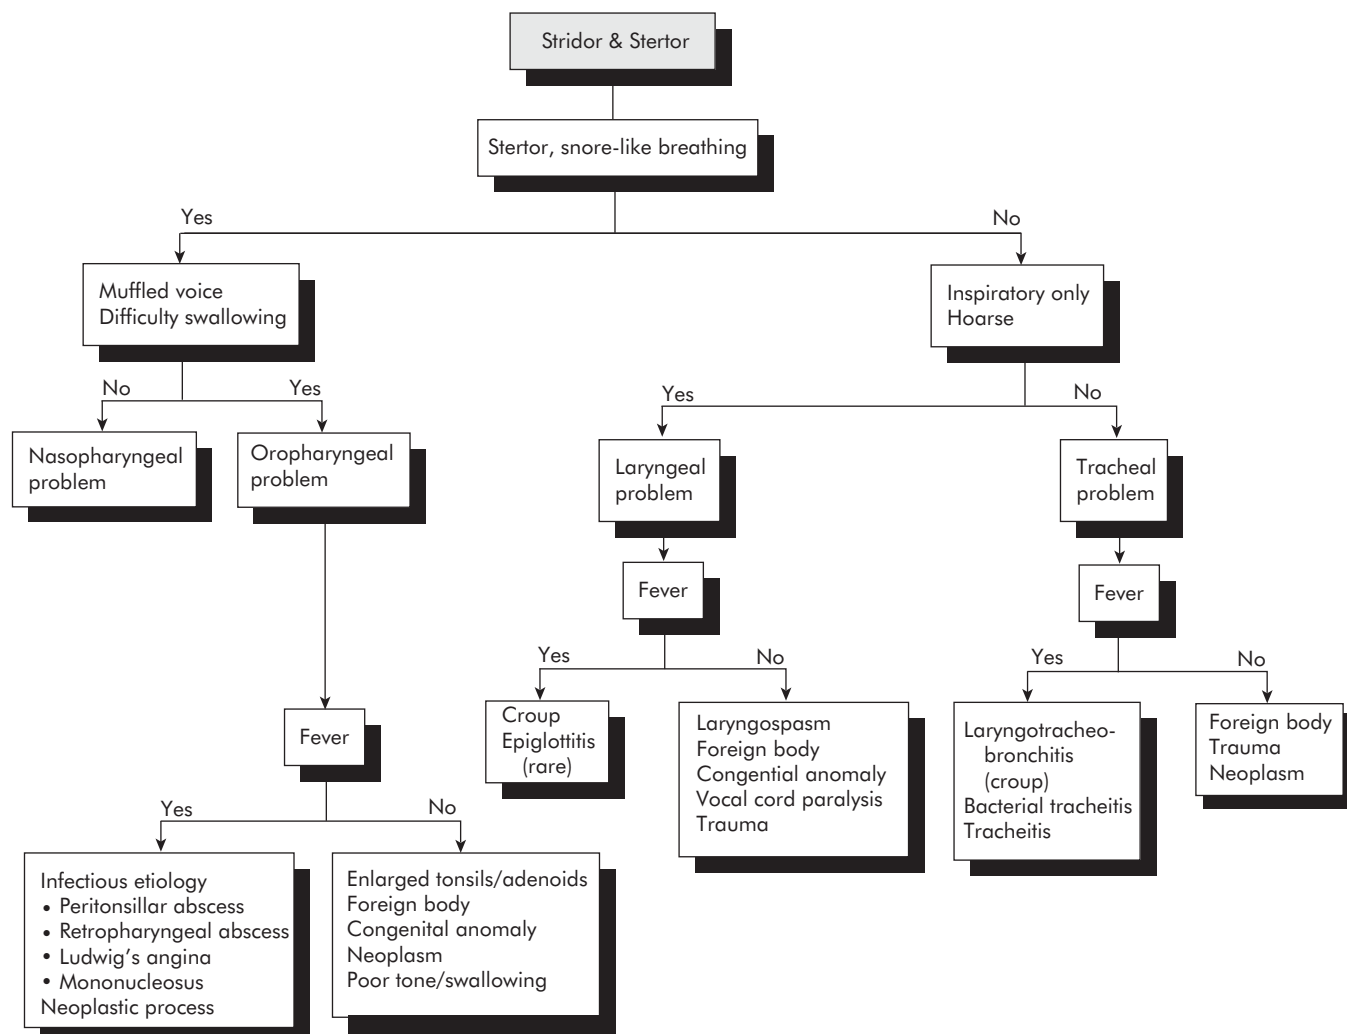 Stridor & Stertor
Stertor, snore-like breathing
Yes
No
Muffled voice
Difficulty swallowing
Inspiratory only
Hoarse
No
Yes
Yes
No
Nasopharyngeal
problem
Oropharyngeal
problem
Laryngeal
problem
Tracheal
problem
Fever
Fever
Yes
No
Yes
No
Fever
Croup
Epiglottitis
(rare)
Laryngospasm
Foreign body
Congential anomaly
Vocal cord paralysis
Trauma
Laryngotracheo-
bronchitis
(croup)
Bacterial tracheitis
Tracheitis
Foreign body
Trauma
Neoplasm
Yes
No
Infectious etiology
• Peritonsillar abscess
• Retropharyngeal abscess
• Ludwig's angina
• Mononucleosus
Neoplastic process
Enlarged tonsils/adenoids
Foreign body
Congenital anomaly
Neoplasm
Poor tone/swallowing